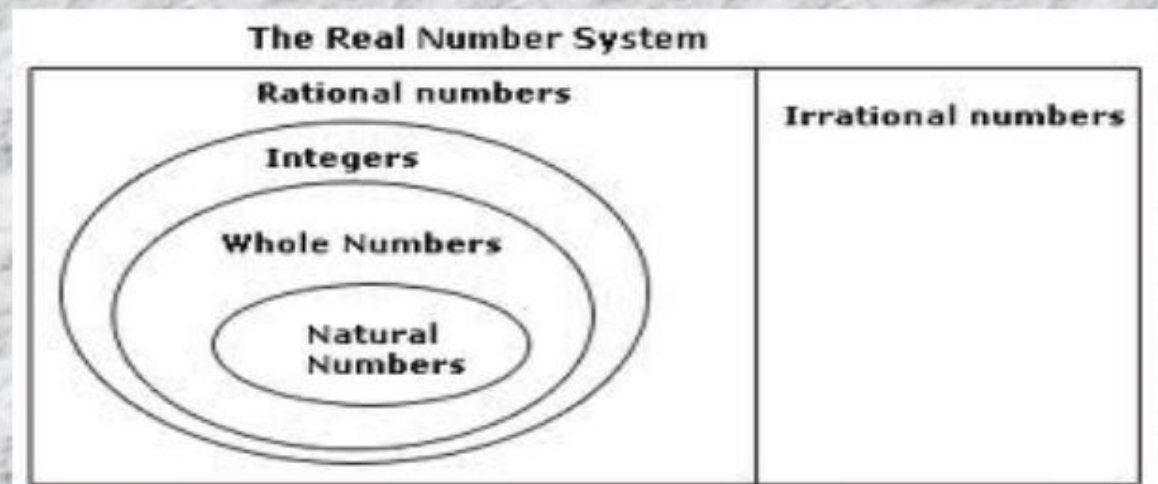 The Real Number System
Rational numbers
Irrational numbers
Integers
Whole Numbers
Natural
Numbers